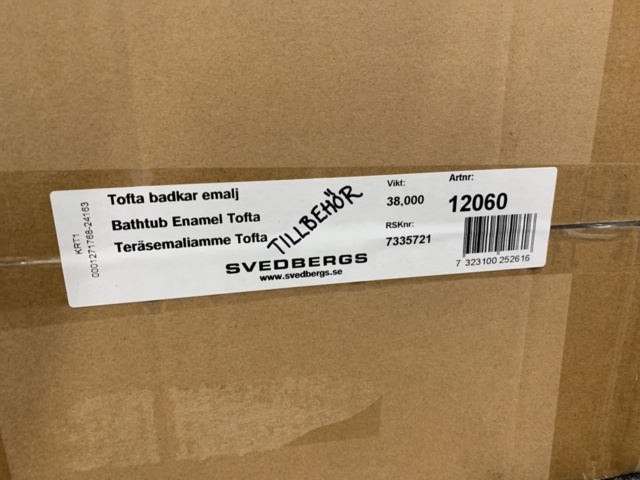 KRT1
0001271768-24163
Tofta badkar emalj
Bathtub Enamel Tofta
Teräsemaliamme Tofta
TILLBEHÖR
Vikt:
38,000
RSKnr:
7335721
Artnr:
12060
7 323100 252616
SVEDBERGS
www.svedbergs.se